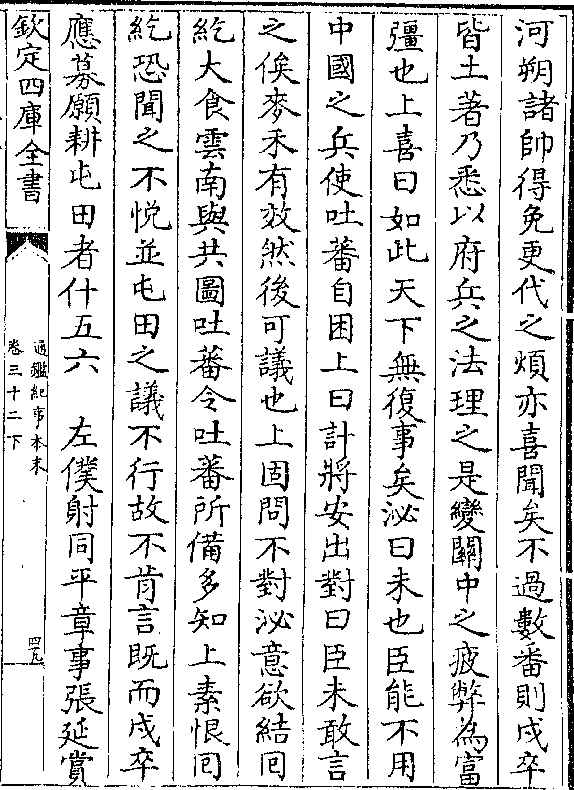 河朔諸帥得免更代之煩亦喜聞矣不過數番則戍卒
皆土著乃悉以府兵之法理之是變關中之疲弊為富
彊也上喜曰如此天下無復事矣泌曰未也臣能不用
中國之兵使吐蕃自困上曰計將安出對曰臣未敢言
之俟麥禾有效然後可議也上固問不對泌意欲結囘
紇大食雲南與共圖吐蕃令吐蕃所備多知上素恨囘
紇恐聞之不悦並屯田之議不行故不肯言既而戍卒
應募願耕屯田者什五六　左僕射同平章事張延賞
欽定四庫全書
通鑑紀事本末
卷三十二下
四九